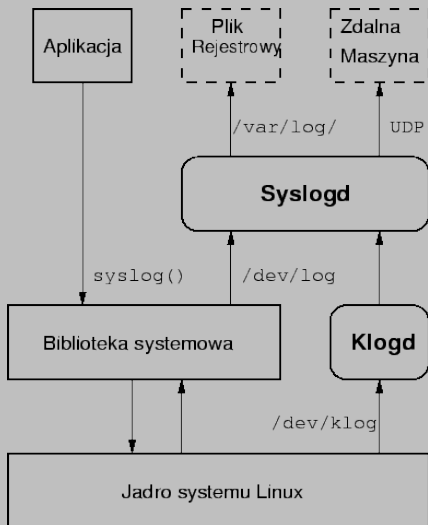 Aplikacja
Plik
Rejestrowy
Zdalna
Maszyna
/var/log/
UDP
Syslogd
syslog()
/dev/log
Biblioteka systemowa
Klogd
/dev/klog
Jadro systemu Linux